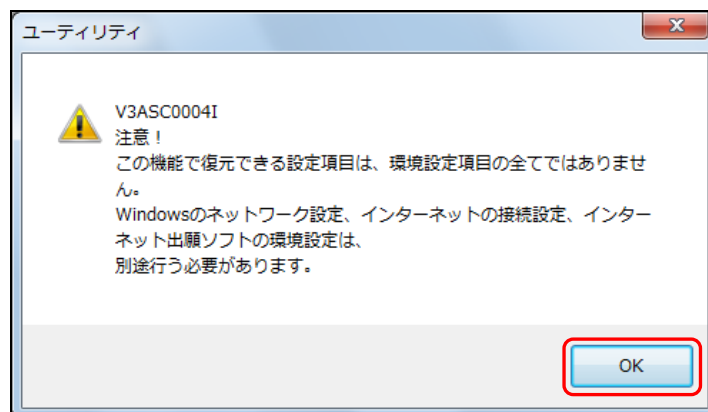 ユーティリティ
V3ASC0004I
注意！
この機能で復元できる設定項目は、環境設定項目の全てではありませ
ん。
Windowsのネットワーク設定、インターネットの接続設定、インター
ネット出願ソフトの環境設定は、
別途行う必要があります。
OK